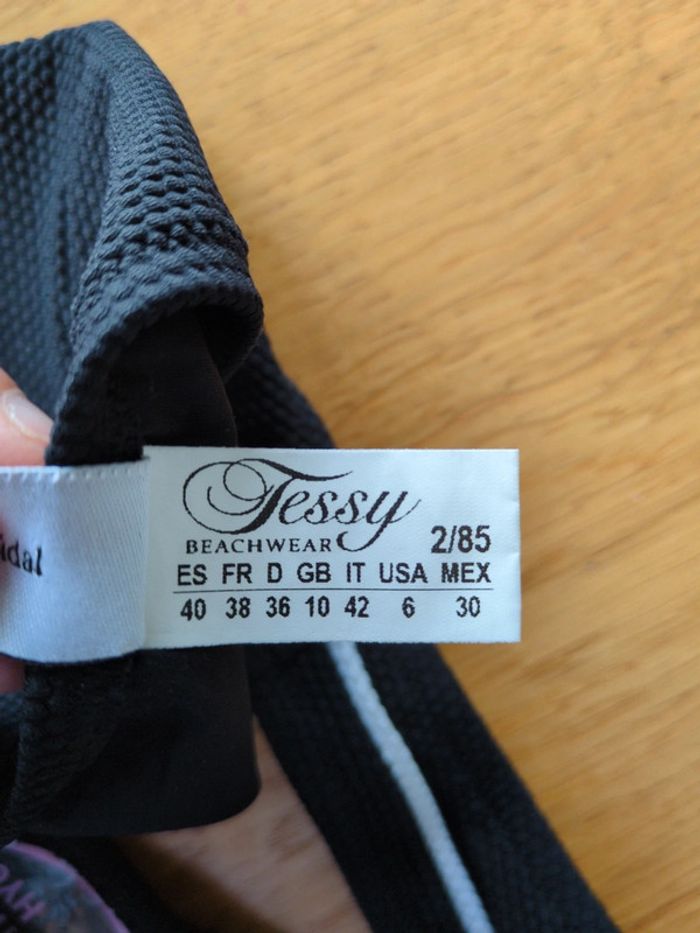 Tessy
BEACHWEAR 2/85
ES FR D GB IT USA MEX
40 38 36 10 42 6 30